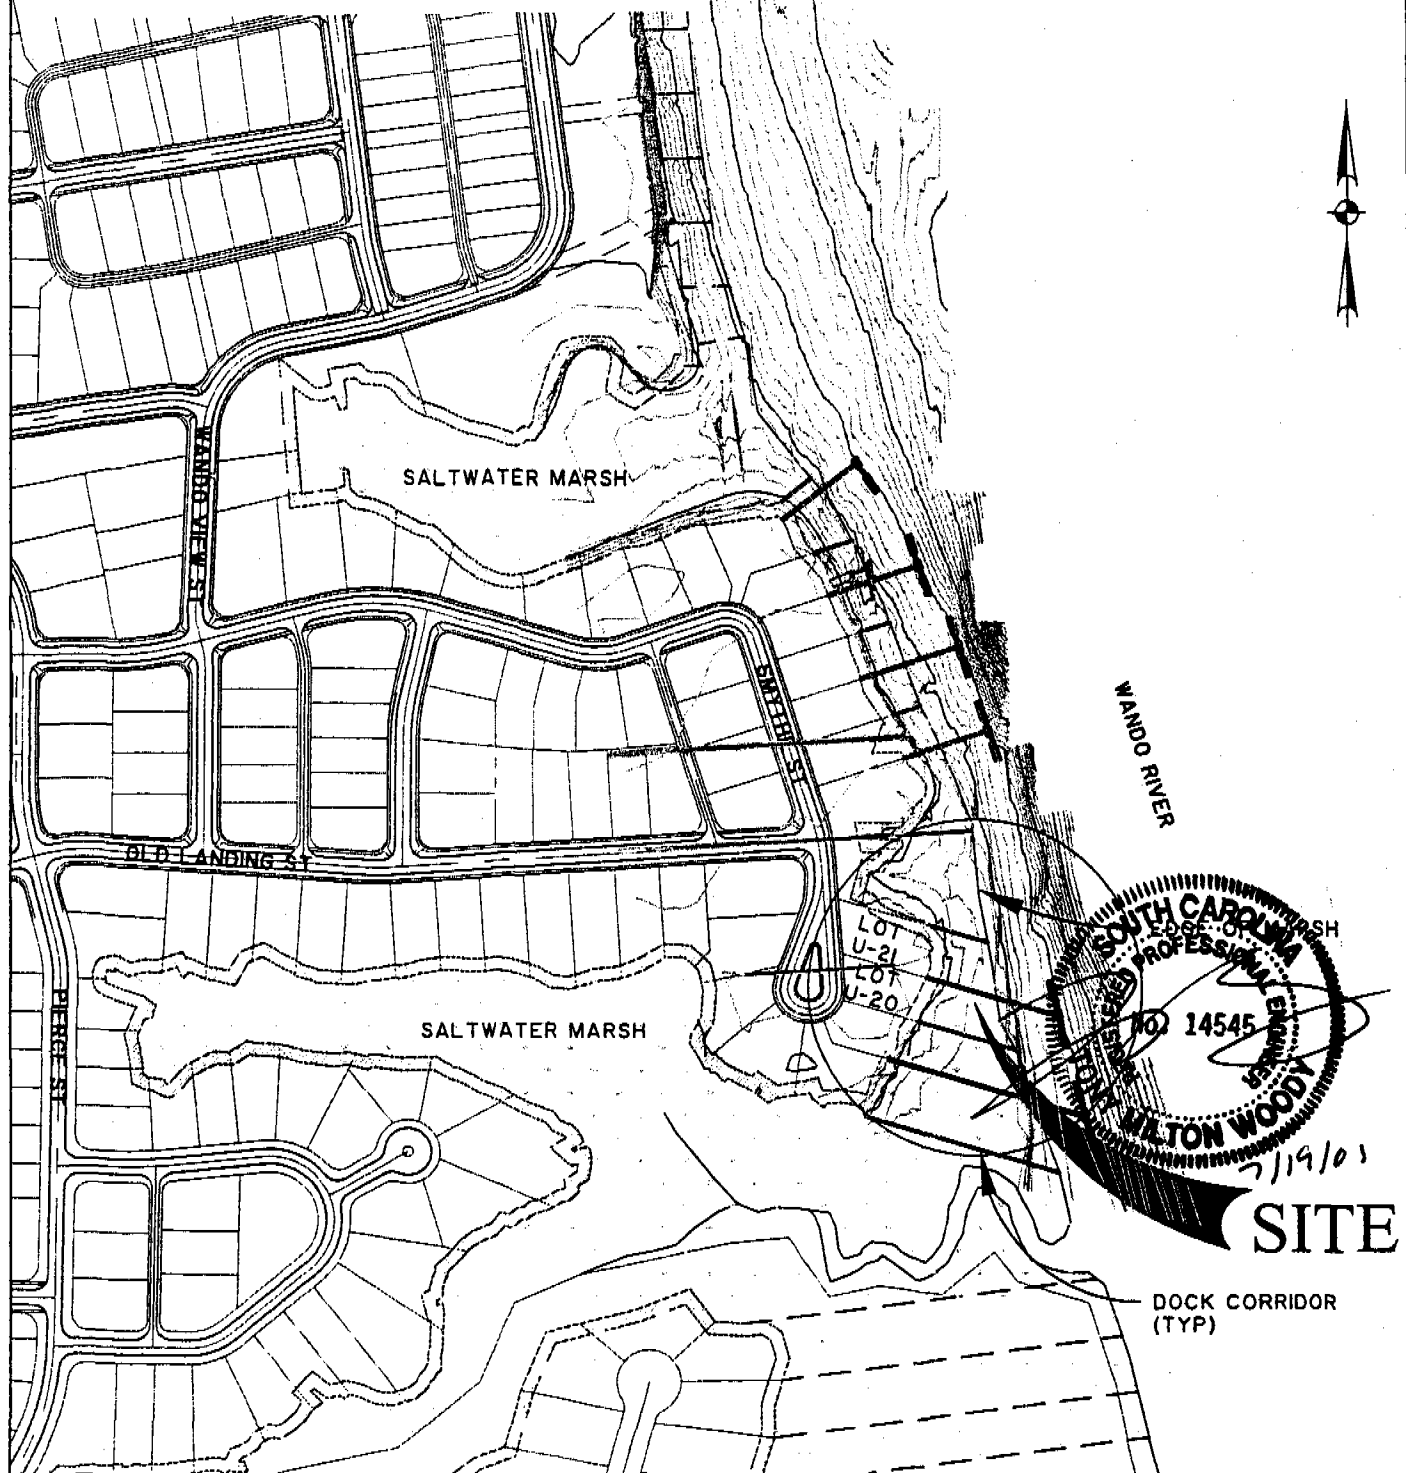 SALTWATER MARSH
WANDO VIEW ST
SMYTHE ST
WANDO RIVER
OLD LANDING ST
LOT
U-21
LOT
U-20
EDGE OF MARSH
SOUTH CAROLINA
REGISTERED PROFESSIONAL ENGINEER
No. 14545
MILTON WOODY
7/19/01
SALTWATER MARSH
PIERCE ST
SITE
DOCK CORRIDOR
(TYP)